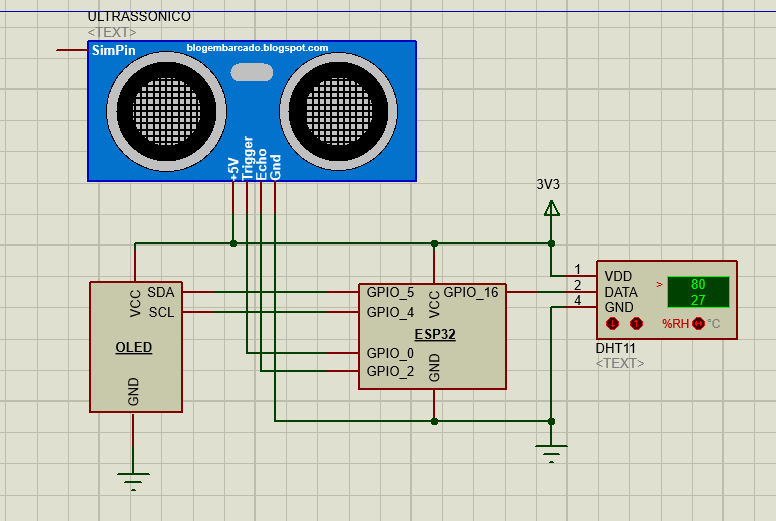 ULTRASSONICO
<TEXT>
SimPin
blogembarcado.blogspot.com
+5V
Trigger
Echo
Gnd
3V3
VCC
SDA
SCL
OLED
GND
GPIO_5
GPIO_4
VCC
GPIO_16
ESP32
GPIO_0
GPIO_2
GND
1
2
4
VDD
DATA
GND
>
80
27
%RH
°C
DHT11
<TEXT>